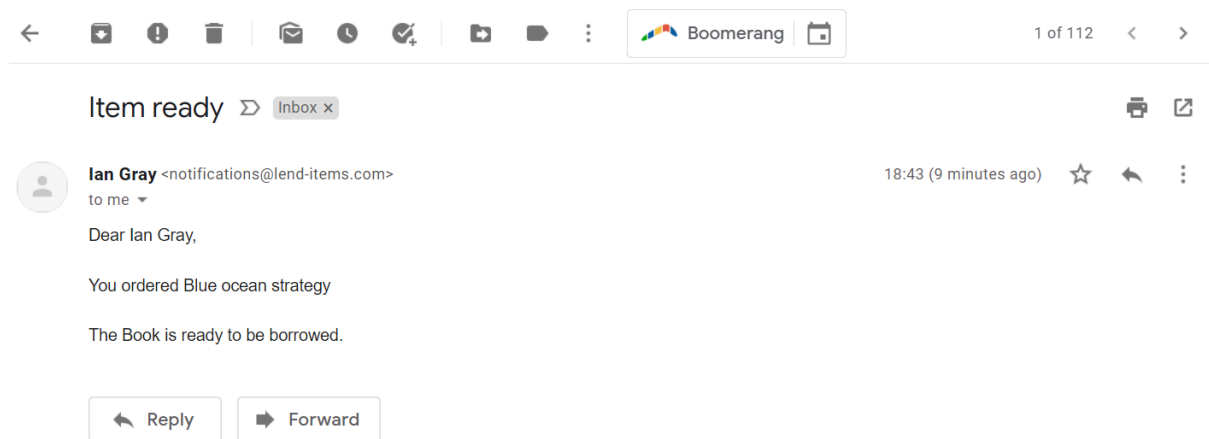 Boomerang
1 of 112
Item ready Inbox x
Ian Gray <notifications@lend-items.com> 18:43 (9 minutes ago)
to me
Dear Ian Gray,
You ordered Blue ocean strategy
The Book is ready to be borrowed.
Reply Forward